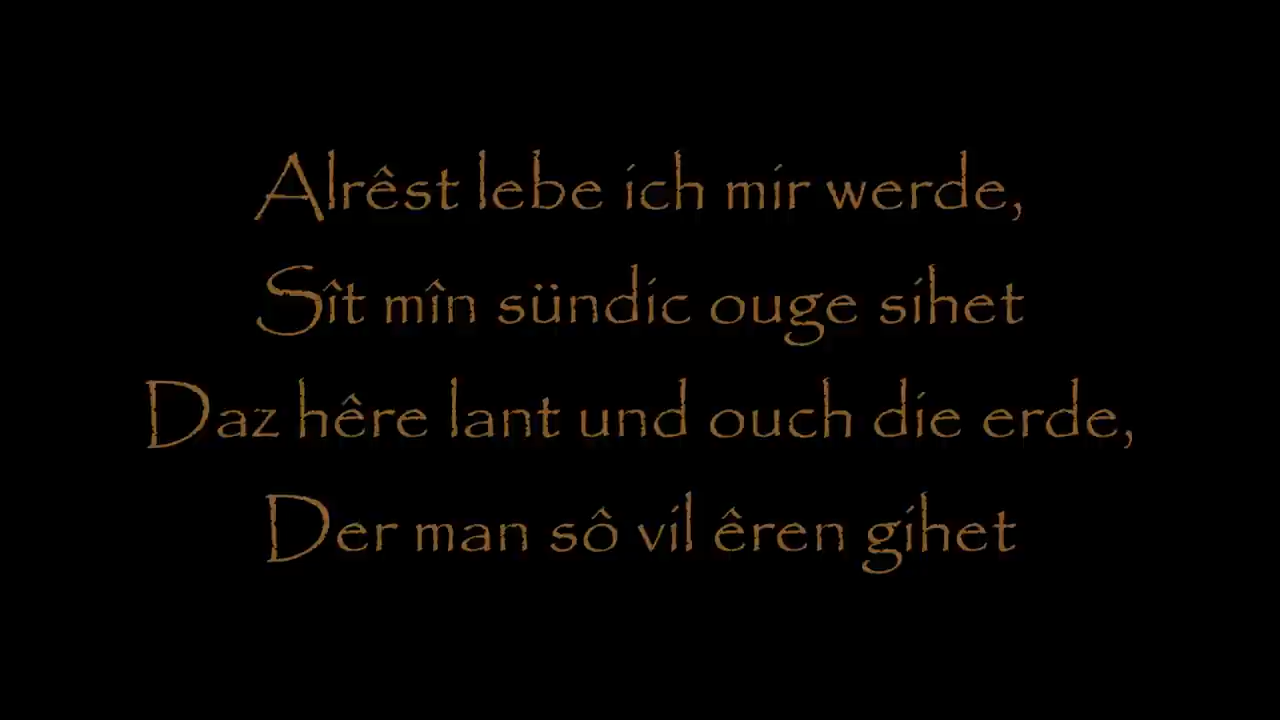 Alrêst lebe ich mir werde,
Sît mîn sündic ouge sihet
Daz hêre lant und ouch die erde,
Der man sô vil êren gihet